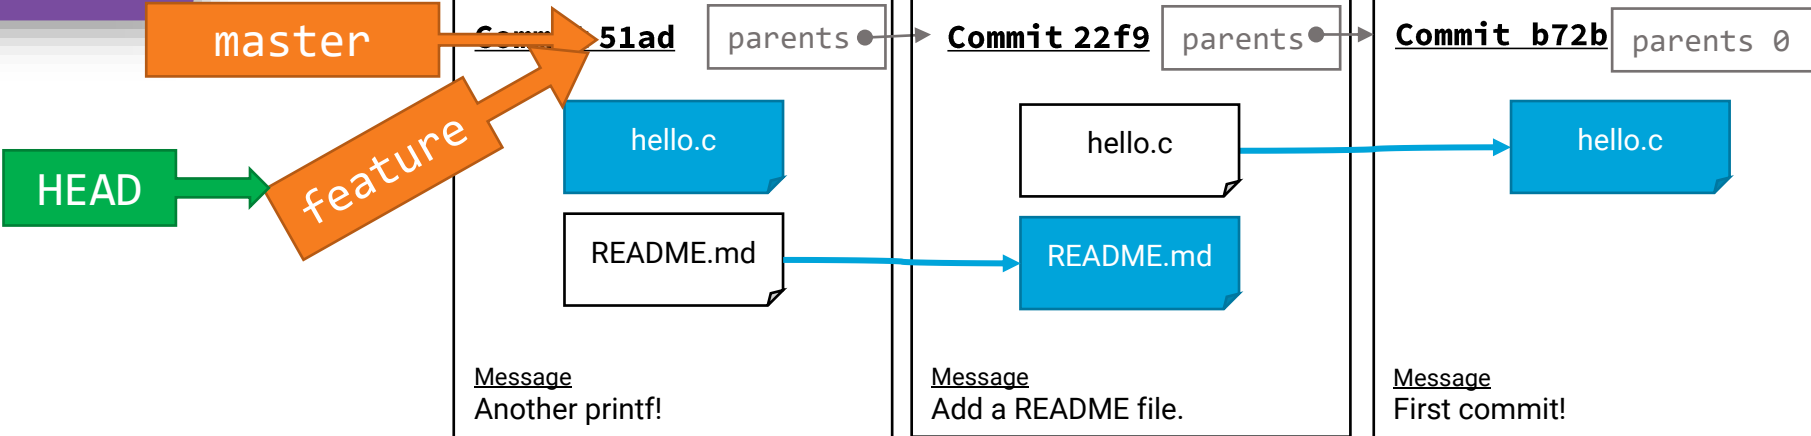 master
Commit 51ad
parents
Commit 22f9
parents
Commit b72b
parents 0
HEAD
feature
hello.c
hello.c
hello.c
README.md
README.md
Message
Another printf!
Message
Add a README file.
Message
First commit!